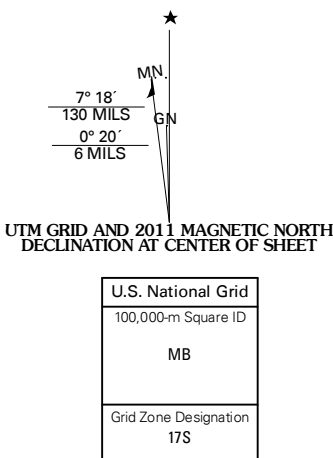 MN.
7° 18´
130 MILS
GN
0° 20´
6 MILS
UTM GRID AND 2011 MAGNETIC NORTH
DECLINATION AT CENTER OF SHEET
U.S. National Grid
100,000-m Square ID
MB
Grid Zone Designation
17S